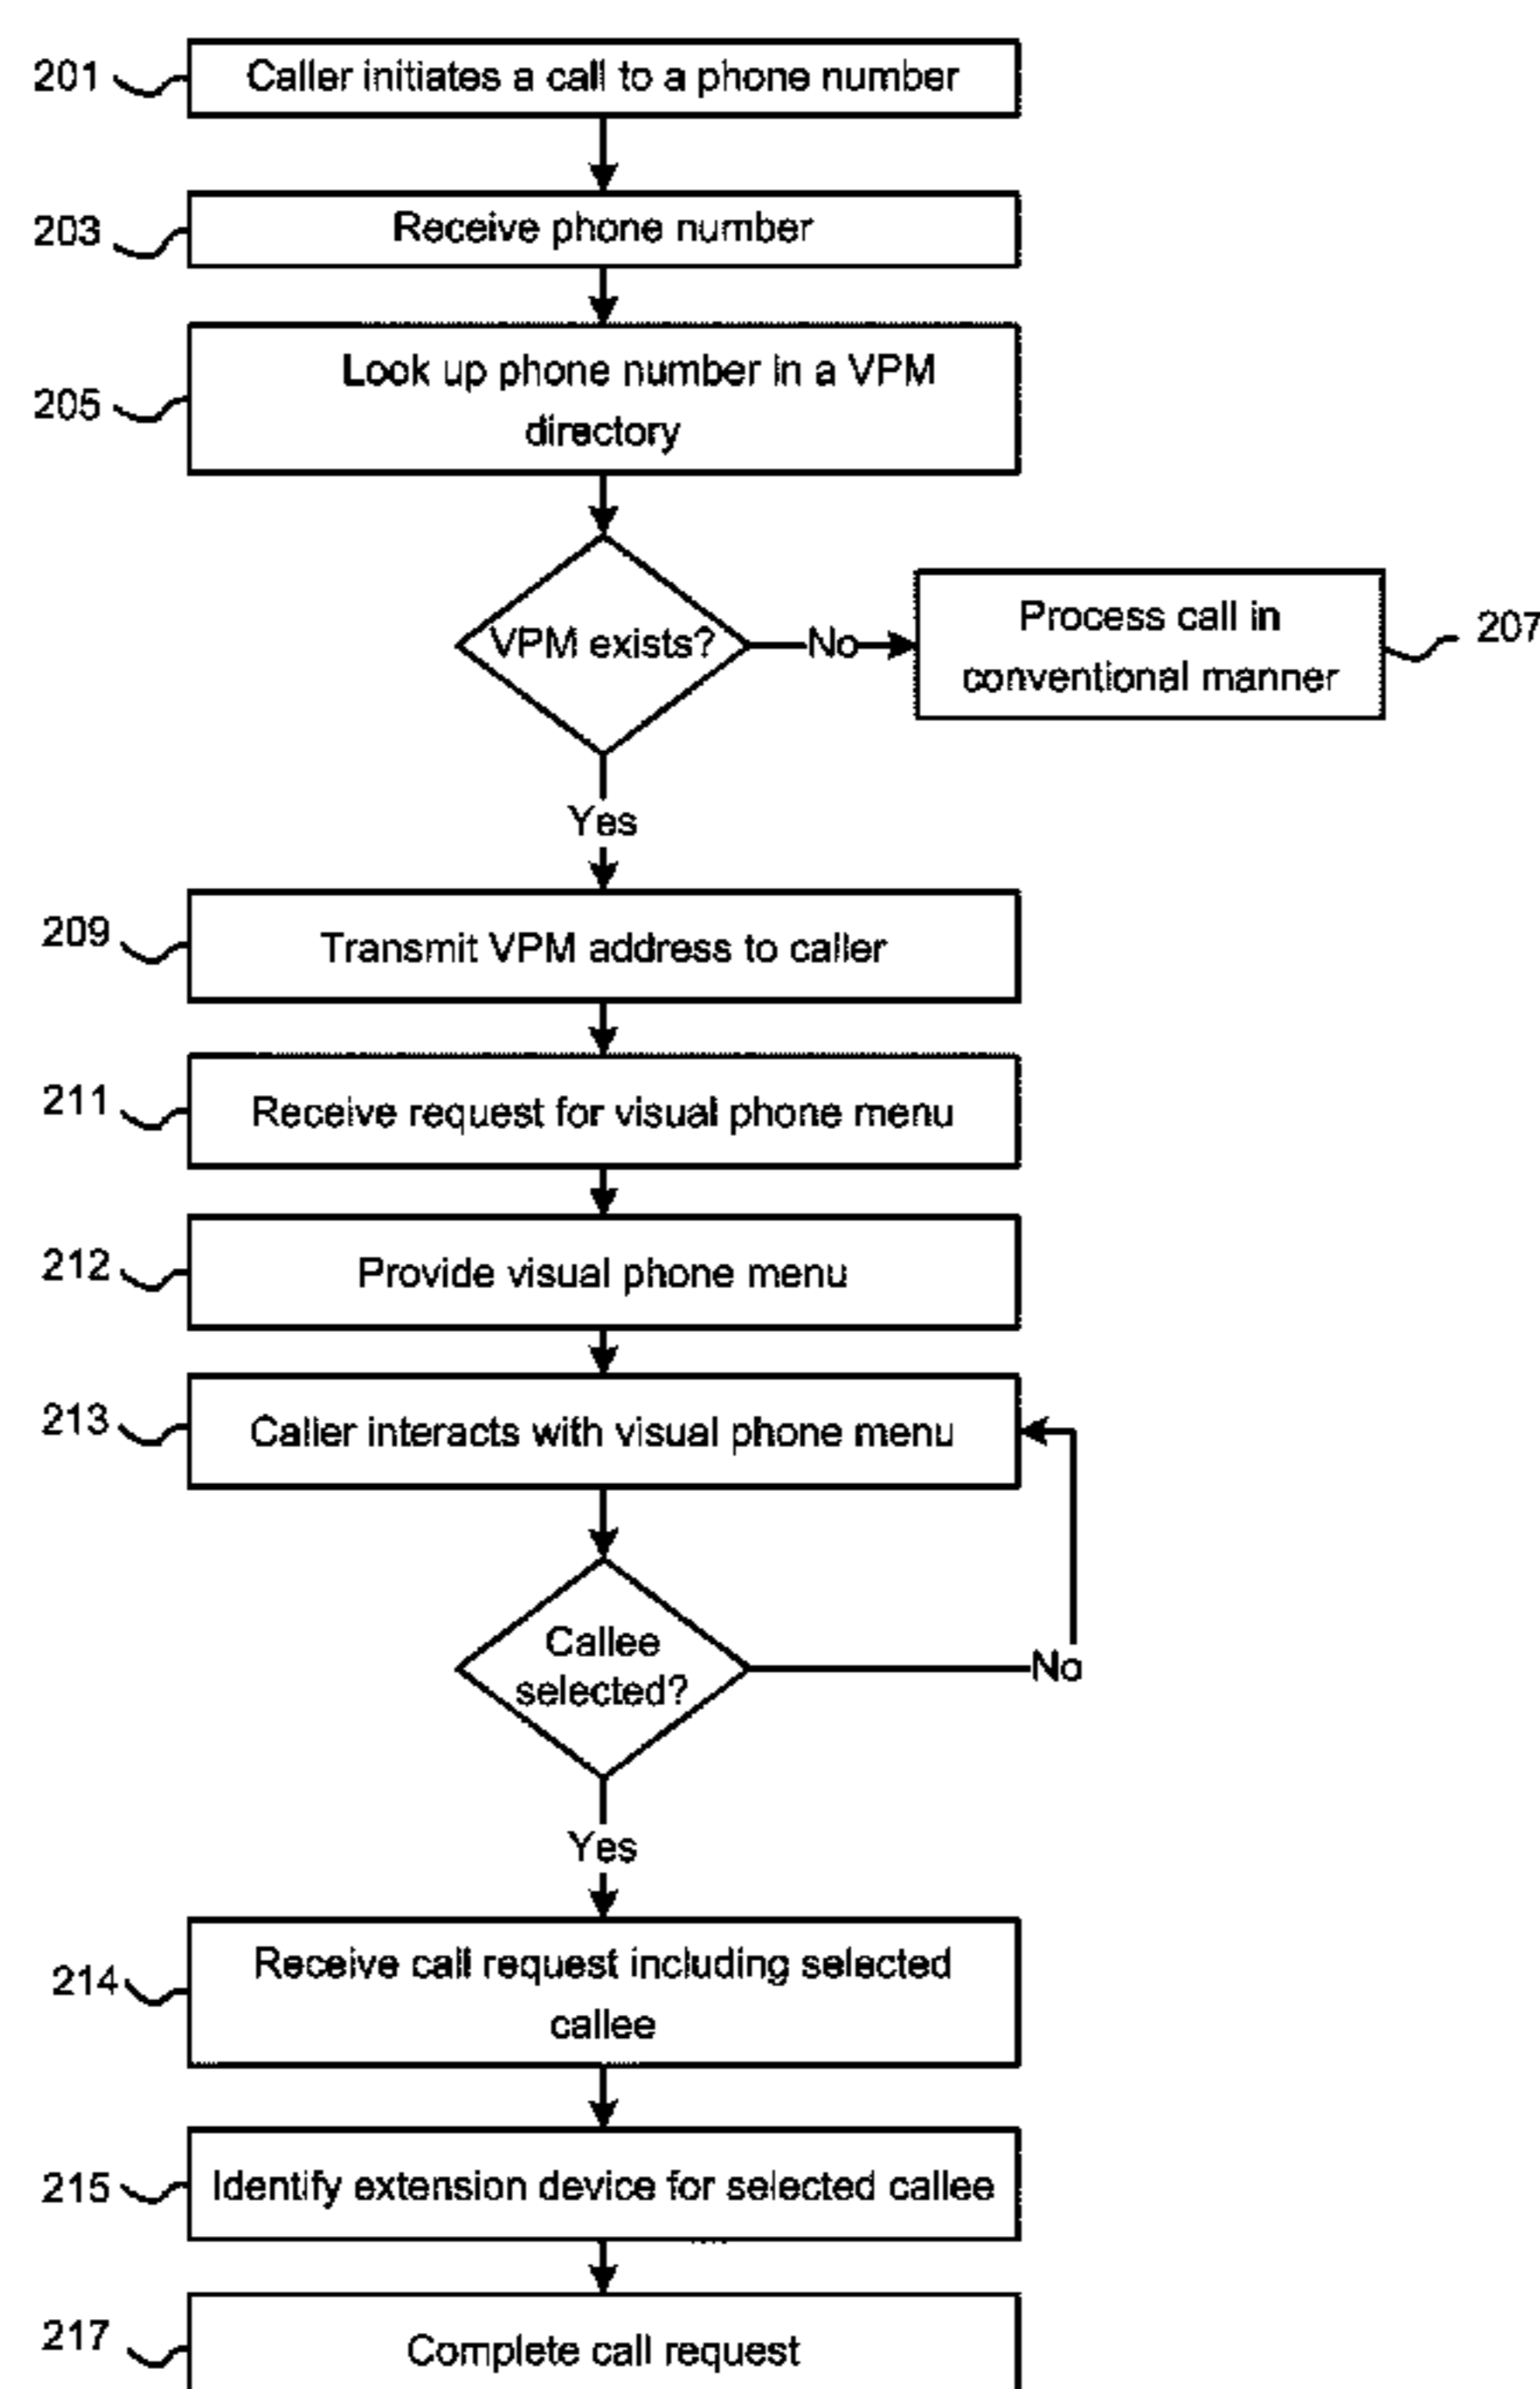 201
Caller initiates a call to a phone number
203
Receive phone number
205
Look up phone number in a VPM
directory
VPM exists?
No
Process call in
conventional manner
207
Yes
209
Transmit VPM address to caller
211
Receive request for visual phone menu
212
Provide visual phone menu
213
Caller interacts with visual phone menu
Callee
selected?
No
Yes
214
Receive call request including selected
callee
215
Identify extension device for selected callee
217
Complete call request